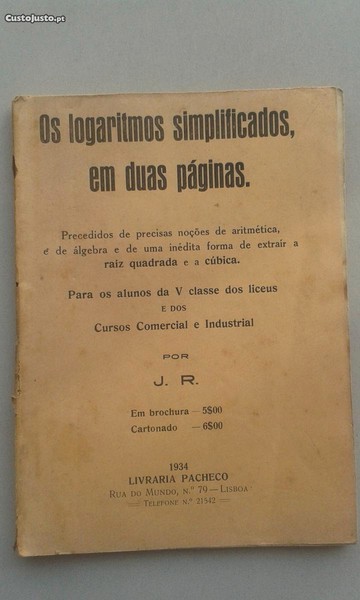 CustoJusto.pt
Os logaritmos simplificados,
em duas páginas.
Precedidos de precisas noções de aritmética,
e de álgebra e de uma inédita forma de extrair a
raiz quadrada e a cúbica.
Para os alunos da V classe dos liceus
E DOS
Cursos Comercial e Industrial
POR
J. R.
Em brochura — 5$00
Cartonado — 6$00
1934
LIVRARIA PACHECO
RUA DO MUNDO, N.º 79 — LISBOA
TELEFONE N.º 21542